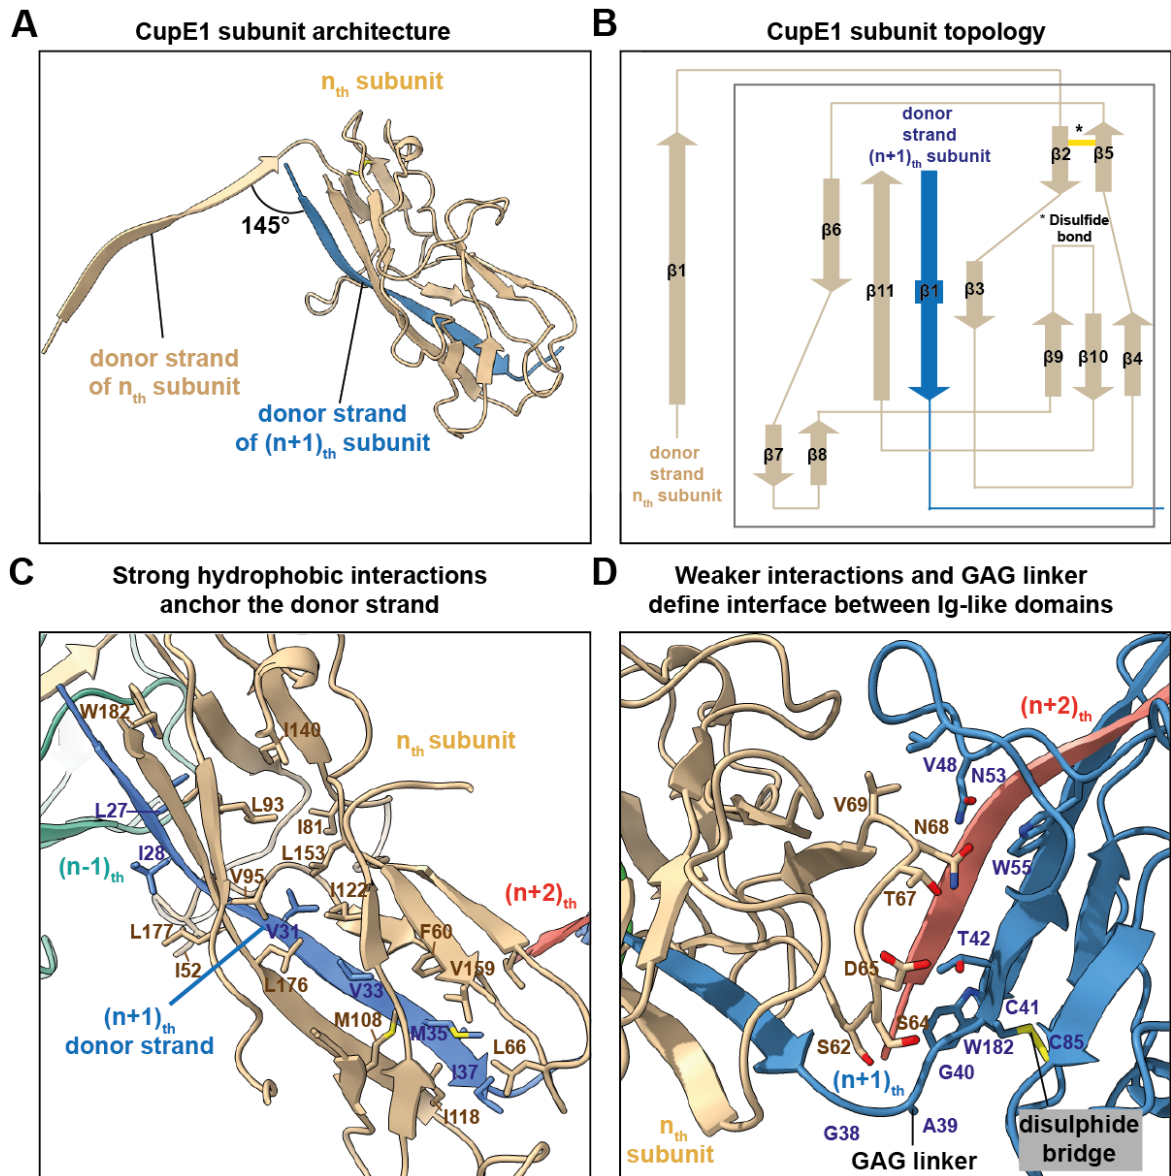 A
CupE1 subunit architecture
nth subunit
145°
donor strand
of nth subunit
donor strand
of (n+1)th subunit
B
CupE1 subunit topology
donor
strand
(n+1)th subunit
*
β2
β5
* Disulfide
bond
β6
β1
β11
β1
β3
β9
β10
β4
β7
β8
donor
strand
nth subunit
C
Strong hydrophobic interactions
anchor the donor strand
W182
I140
nth subunit
L27
L93
I81
I28
L153
(n-1)th
V95
I122
(n+2)th
V31
L177
F60
I52
L176
V159
V33
(n+1)th
donor strand
M108
M35
L66
I37
I118
D
Weaker interactions and GAG linker
define interface between Ig-like domains
(n+2)th
V48
N53
V69
N68
W55
T67
T42
D65
C41
S64
S62
W182
C85
(n+1)th
G40
nth
subunit
G38
A39
GAG linker
disulphide
bridge